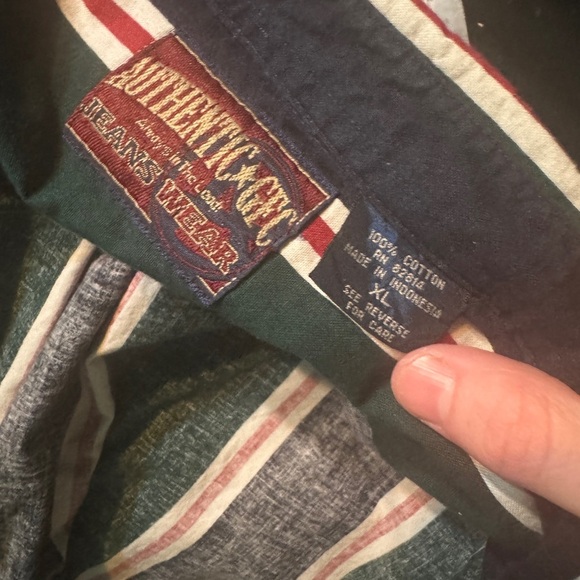 AUTHENTIC★GFC
Always In The Lead!
JEANS WEAR
100% COTTON
RN 82814
MADE IN INDONESIA
XL
SEE REVERSE
FOR CARE